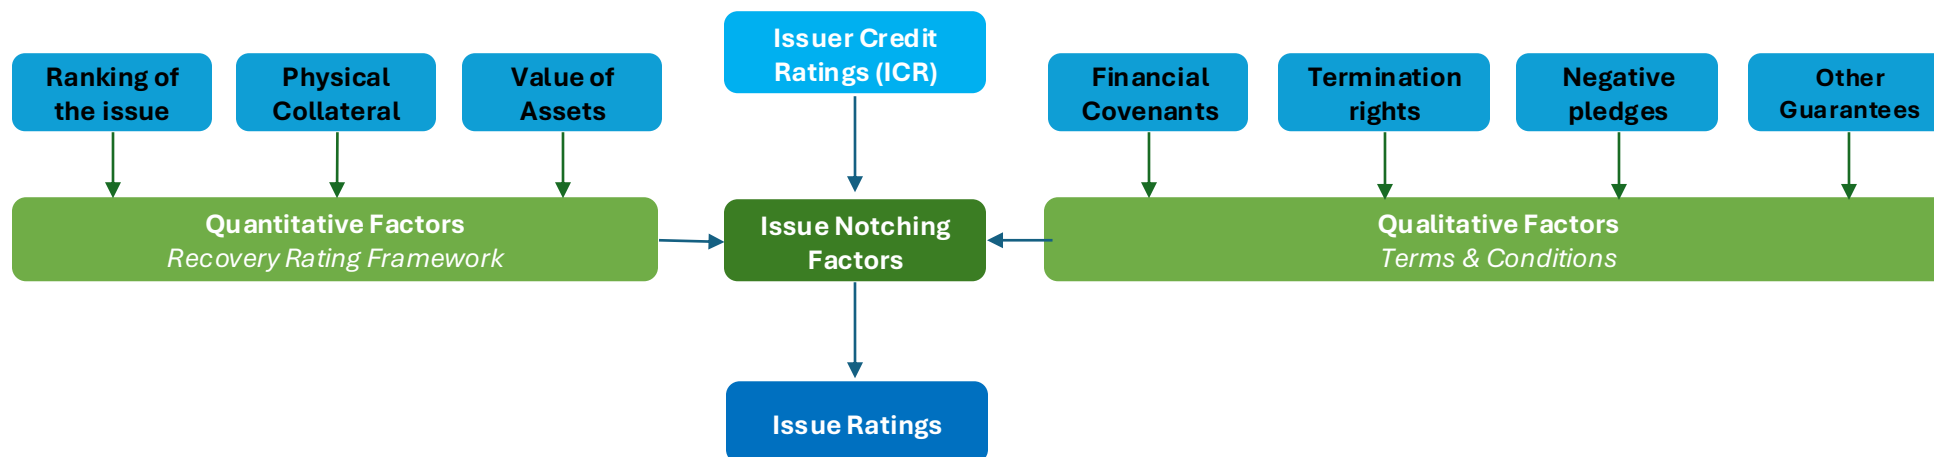 Issuer Credit
Ratings (ICR)
Ranking of
the issue
Physical
Collateral
Value of
Assets
Financial
Covenants
Termination
rights
Negative
pledges
Other
Guarantees
Quantitative Factors
Recovery Rating Framework
Issue Notching
Factors
Qualitative Factors
Terms & Conditions
Issue Ratings